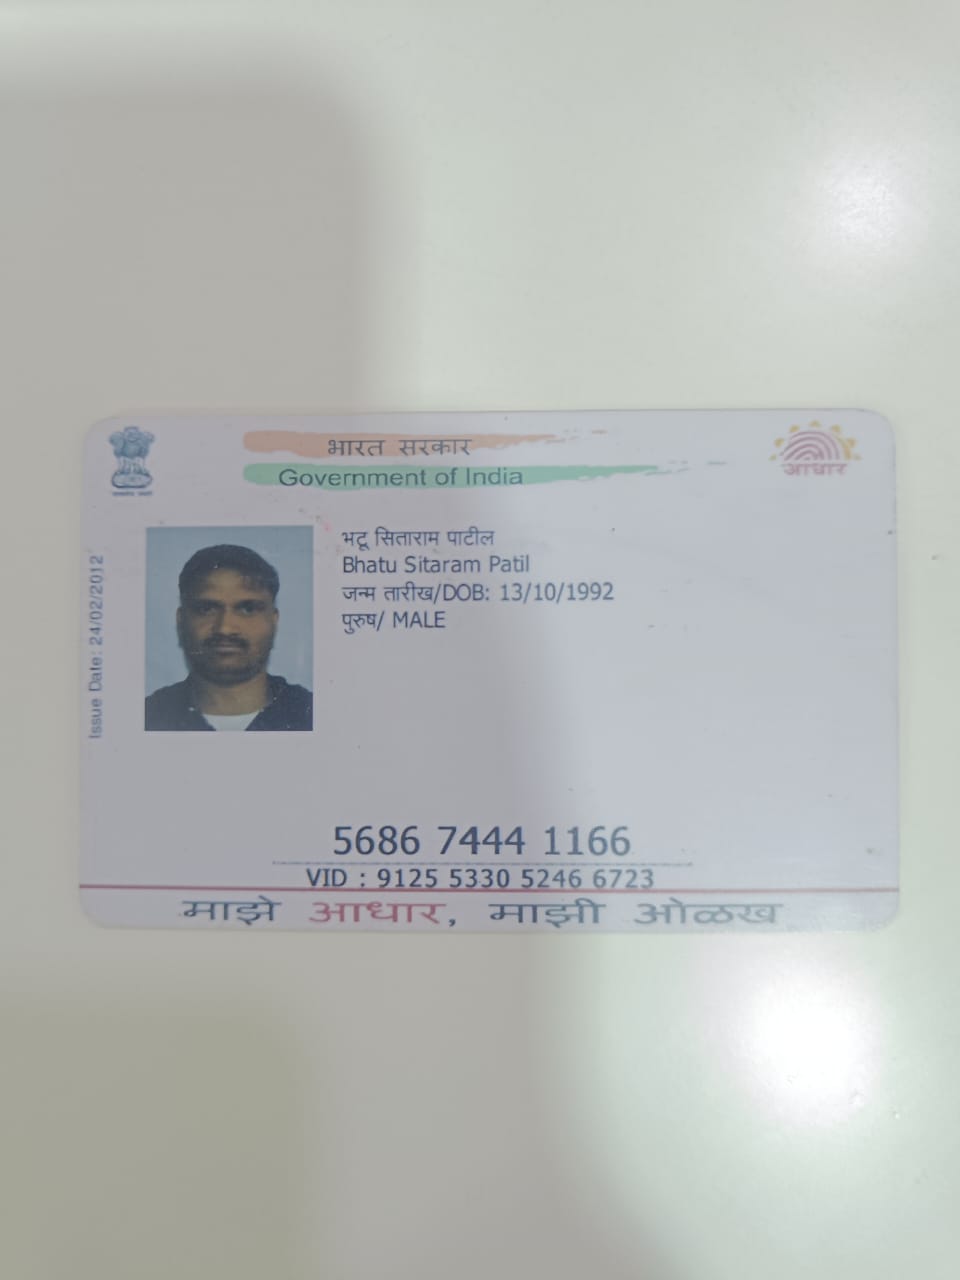 भारत सरकार
Government of India
आधार
Issue Date: 24/02/2012
भटू सिताराम पाटील
Bhatu Sitaram Patil
जन्म तारीख/DOB: 13/10/1992
पुरुष/ MALE
5686 7444 1166
VID : 9125 5330 5246 6723
माझे आधार, माझी ओळख